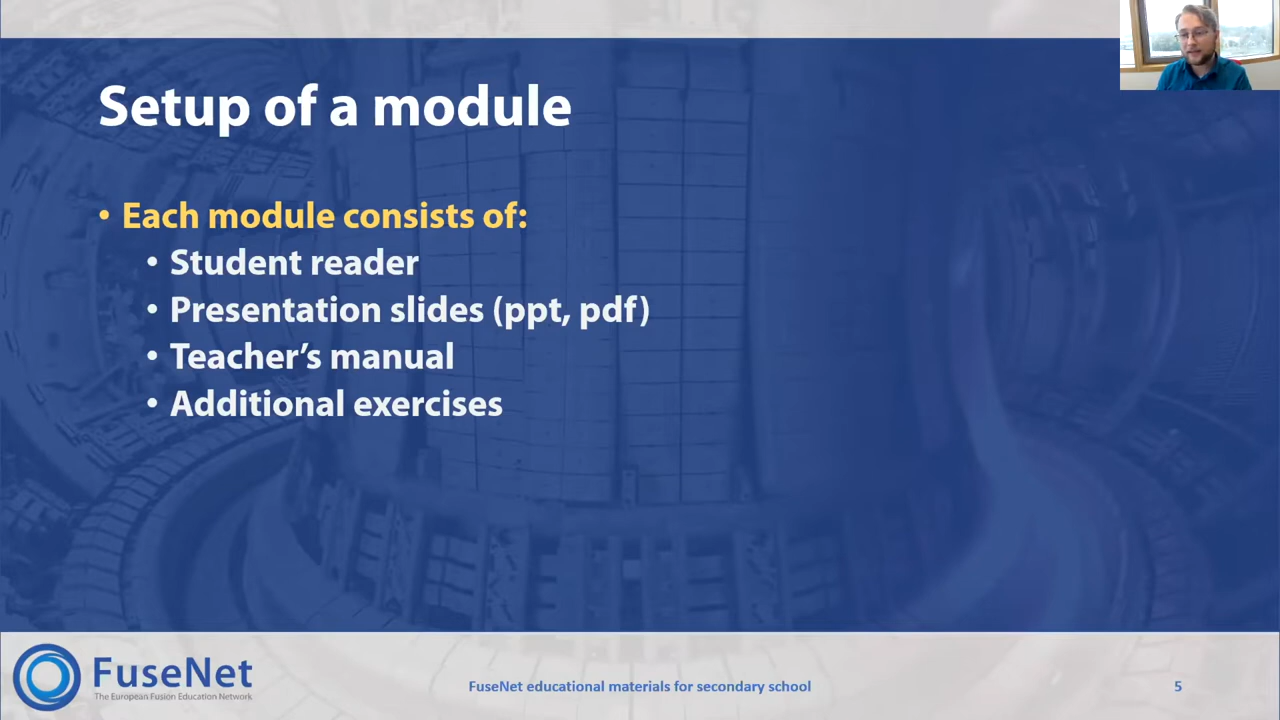 Setup of a module
• Each module consists of:
• Student reader
• Presentation slides (ppt, pdf)
• Teacher’s manual
• Additional exercises
FuseNet
The European Fusion Education Network
FuseNet educational materials for secondary school
5